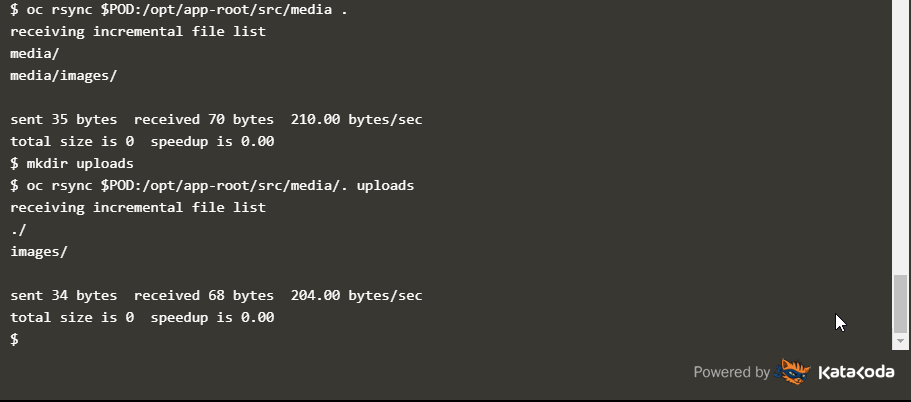 $ oc rsync $POD:/opt/app-root/src/media .
receiving incremental file list
media/
media/images/

sent 35 bytes  received 70 bytes  210.00 bytes/sec
total size is 0  speedup is 0.00
$ mkdir uploads
$ oc rsync $POD:/opt/app-root/src/media/. uploads
receiving incremental file list
./
images/

sent 34 bytes  received 68 bytes  204.00 bytes/sec
total size is 0  speedup is 0.00
$
Powered by Katacoda